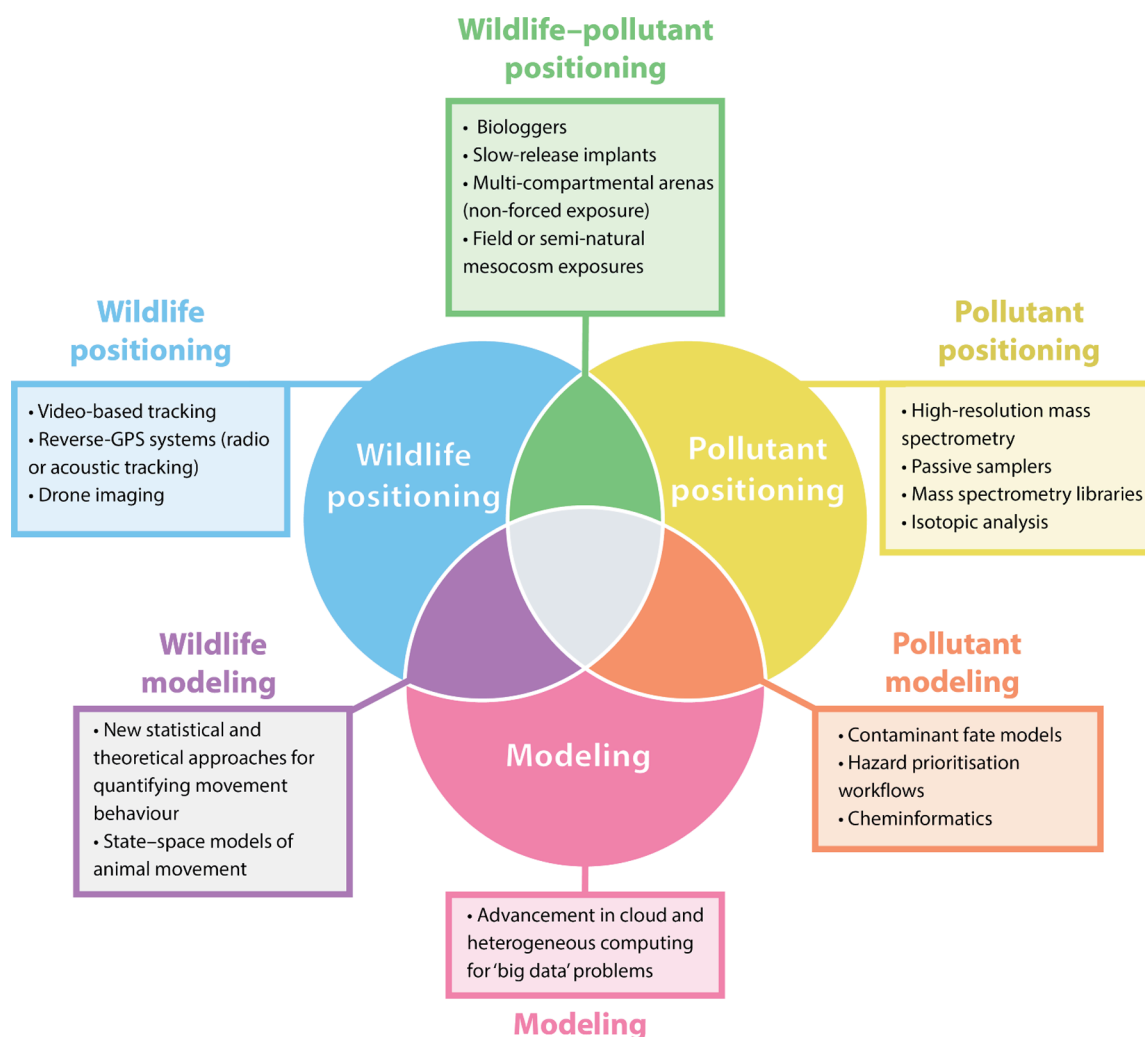 Wildlife–pollutant
positioning
• Biologgers
• Slow-release implants
• Multi-compartmental arenas
(non-forced exposure)
• Field or semi-natural
mesocosm exposures
Wildlife
positioning
• Video-based tracking
• Reverse-GPS systems (radio
or acoustic tracking)
• Drone imaging
Pollutant
positioning
• High-resolution mass
spectrometry
• Passive samplers
• Mass spectrometry libraries
• Isotopic analysis
Wildlife
positioning
Pollutant
positioning
Modeling
Wildlife
modeling
• New statistical and
theoretical approaches for
quantifying movement
behaviour
• State–space models of
animal movement
Pollutant
modeling
• Contaminant fate models
• Hazard prioritisation
workflows
• Cheminformatics
• Advancement in cloud and
heterogeneous computing
for ‘big data’ problems
Modeling